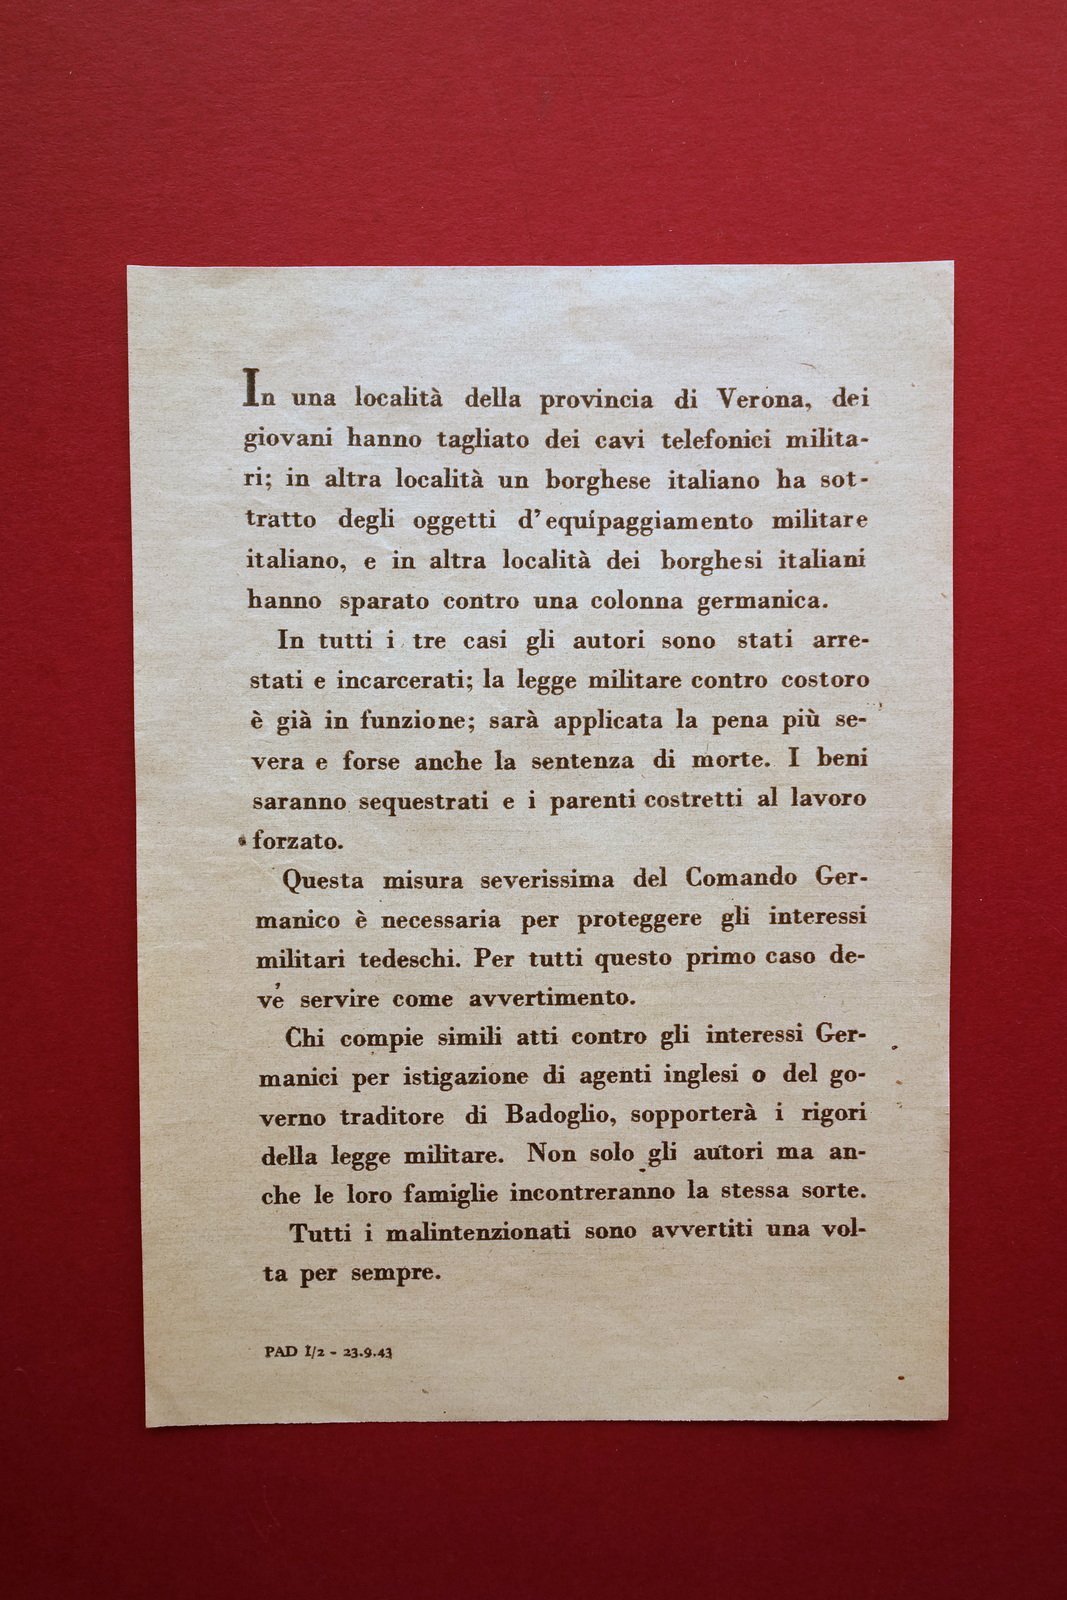 In una località della provincia di Verona, dei
giovani hanno tagliato dei cavi telefonici milita-
ri; in altra località un borghese italiano ha sot-
tratto degli oggetti d'equipaggiamento militare
italiano, e in altra località dei borghesi italiani
hanno sparato contro una colonna germanica.
In tutti i tre casi gli autori sono stati arre-
stati e incarcerati; la legge militare contro costoro
è già in funzione; sarà applicata la pena più se-
vera e forse anche la sentenza di morte. I beni
saranno sequestrati e i parenti costretti al lavoro
forzato.
Questa misura severissima del Comando Ger-
manico è necessaria per proteggere gli interessi
militari tedeschi. Per tutti questo primo caso de-
ve servire come avvertimento.
Chi compie simili atti contro gli interessi Ger-
manici per istigazione di agenti inglesi o del go-
verno traditore di Badoglio, sopporterà i rigori
della legge militare. Non solo gli autori ma an-
che le loro famiglie incontreranno la stessa sorte.
Tutti i malintenzionati sono avvertiti una vol-
ta per sempre.
PAD I/2 - 23.9.43